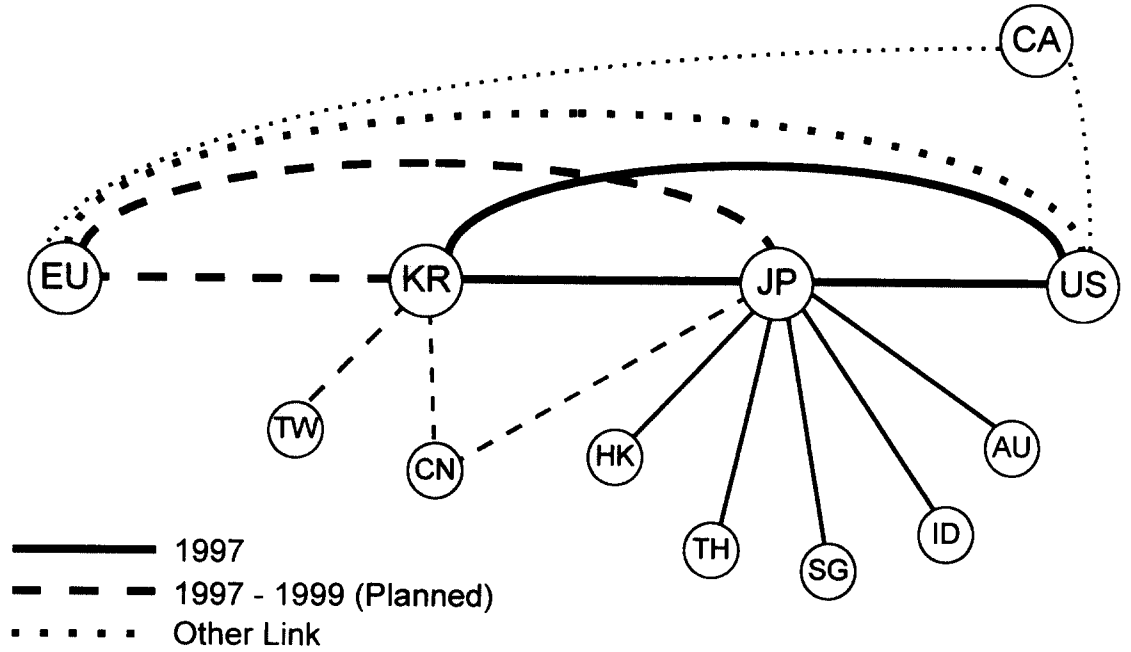 CA
EU
KR
JP
US
TW
CN
HK
AU
TH
SG
ID
1997
1997 - 1999 (Planned)
Other Link